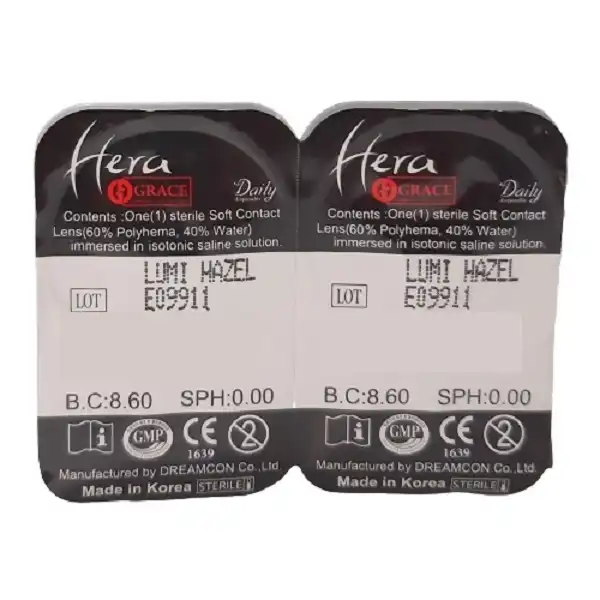 Hera
GRACE
Daily
Contents :One(1) sterile Soft Contact
Lens(60% Polyhema, 40% Water)
immersed in isotonic saline solution.
LUMI HAZEL
LOT E09911
B.C:8.60 SPH:0.00
GMP CE
1639
Manufactured by DREAMCON Co.,Ltd.
Made in Korea STERILE
Hera
GRACE
Daily
Contents :One(1) sterile Soft Contact
Lens(60% Polyhema, 40% Water)
immersed in isotonic saline solution.
LUMI HAZEL
LOT E09911
B.C:8.60 SPH:0.00
GMP CE
1639
Manufactured by DREAMCON Co.,Ltd.
Made in Korea STERILE